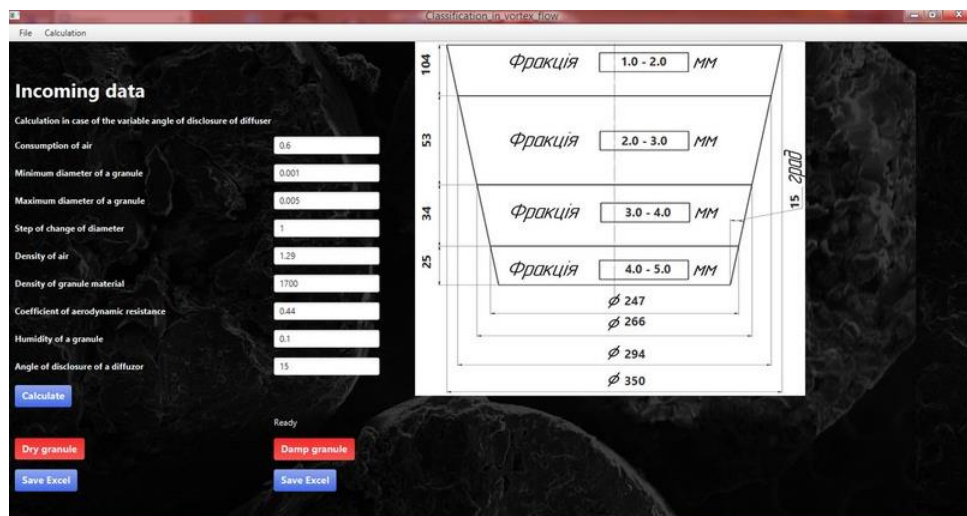 Classification in vortex flow
File Calculation
Incoming data
Calculation in case of the variable angle of disclosure of diffuser
Consumption of air 0.6
Minimum diameter of a granule 0.001
Maximum diameter of a granule 0.005
Step of change of diameter 1
Density of air 1.29
Density of granule material 1700
Coefficient of aerodynamic resistance 0.44
Humidity of a granule 0.1
Angle of disclosure of a diffuzor 15
Calculate
Ready
Dry granule Damp granule
Save Excel Save Excel
104 Фракція 1.0 - 2.0 мм
53 Фракція 2.0 - 3.0 мм
34 Фракція 3.0 - 4.0 мм
15 град
25 Фракція 4.0 - 5.0 мм
ϕ 247
ϕ 266
ϕ 294
ϕ 350